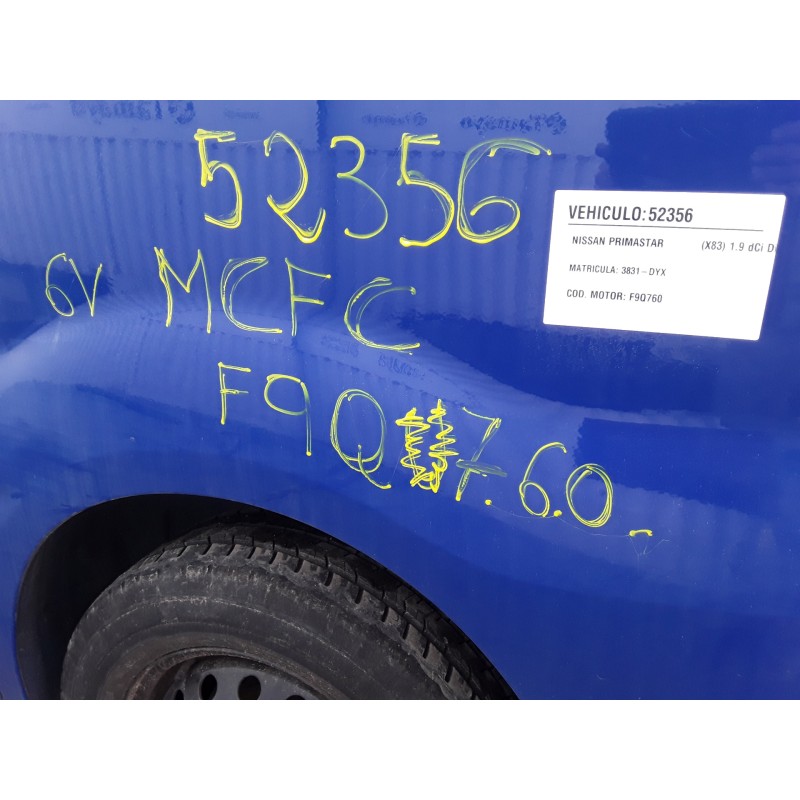 52356
6V MCFC
F9Q 7.6.0.
VEHICULO:52356
NISSAN PRIMASTAR (X83) 1.9 dCi
MATRICULA: 3831-DYX
COD. MOTOR: F9Q760